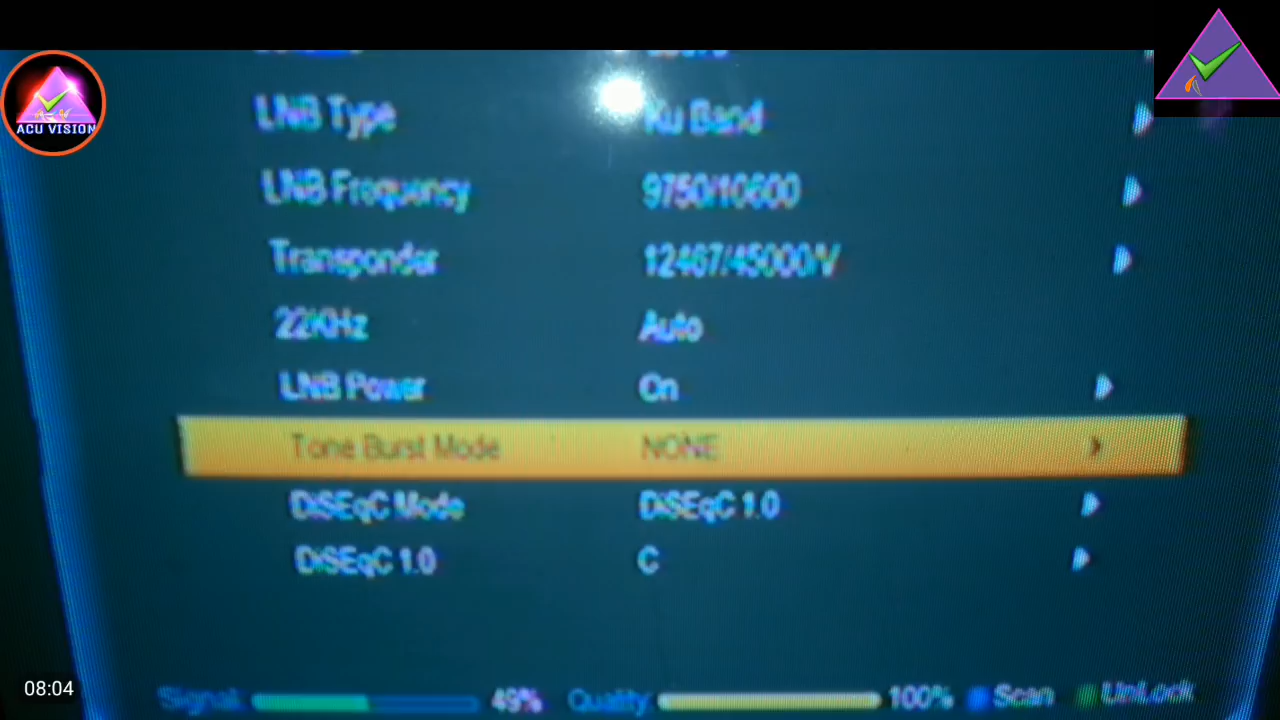 ACU VISION
LNB Type Ku Band
LNB Frequency 9750/10600
Transponder 12467/45000/V
22KHz Auto
LNB Power On
Tone Burst Mode NONE
DiSEqC Mode DiSEqC 1.0
DiSEqC 1.0 C
08:04
Signal: 49% Quality: 100% Scan UnLock